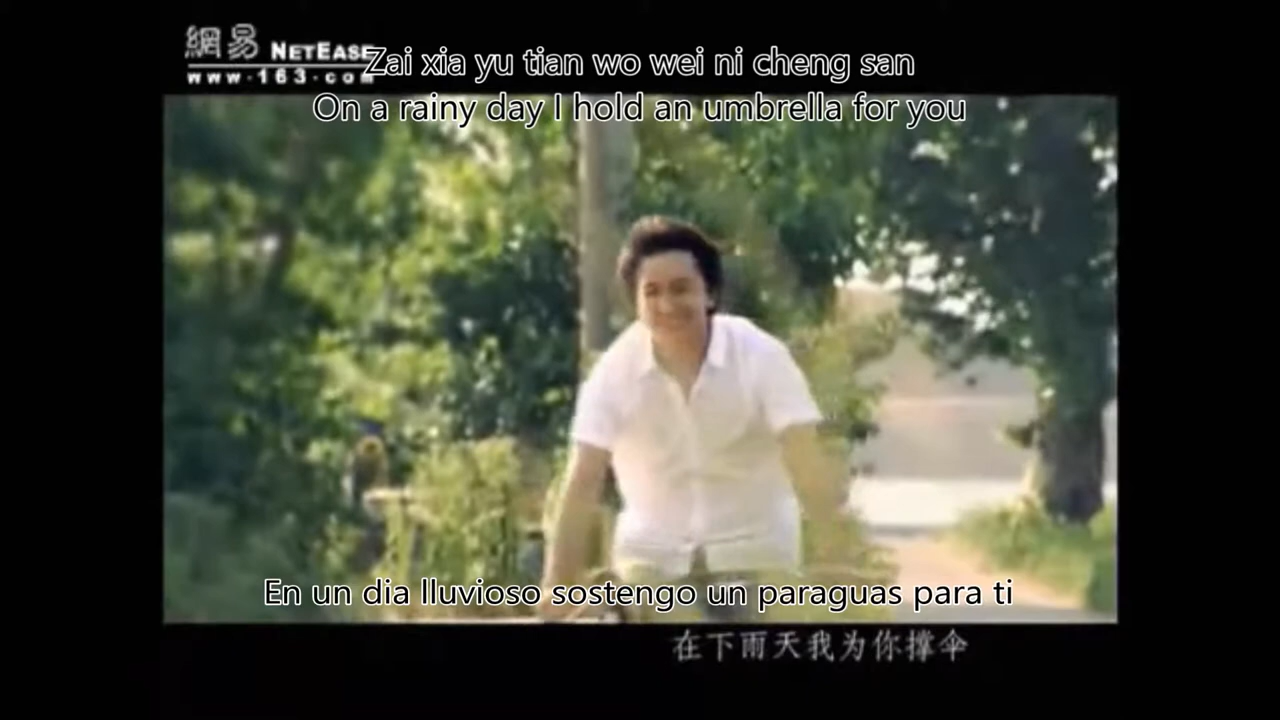 網易 NETEASE
www.163.com
Zai xia yu tian wo wei ni cheng san
On a rainy day I hold an umbrella for you
En un dia lluvioso sostengo un paraguas para ti
在下雨天我为你撑伞